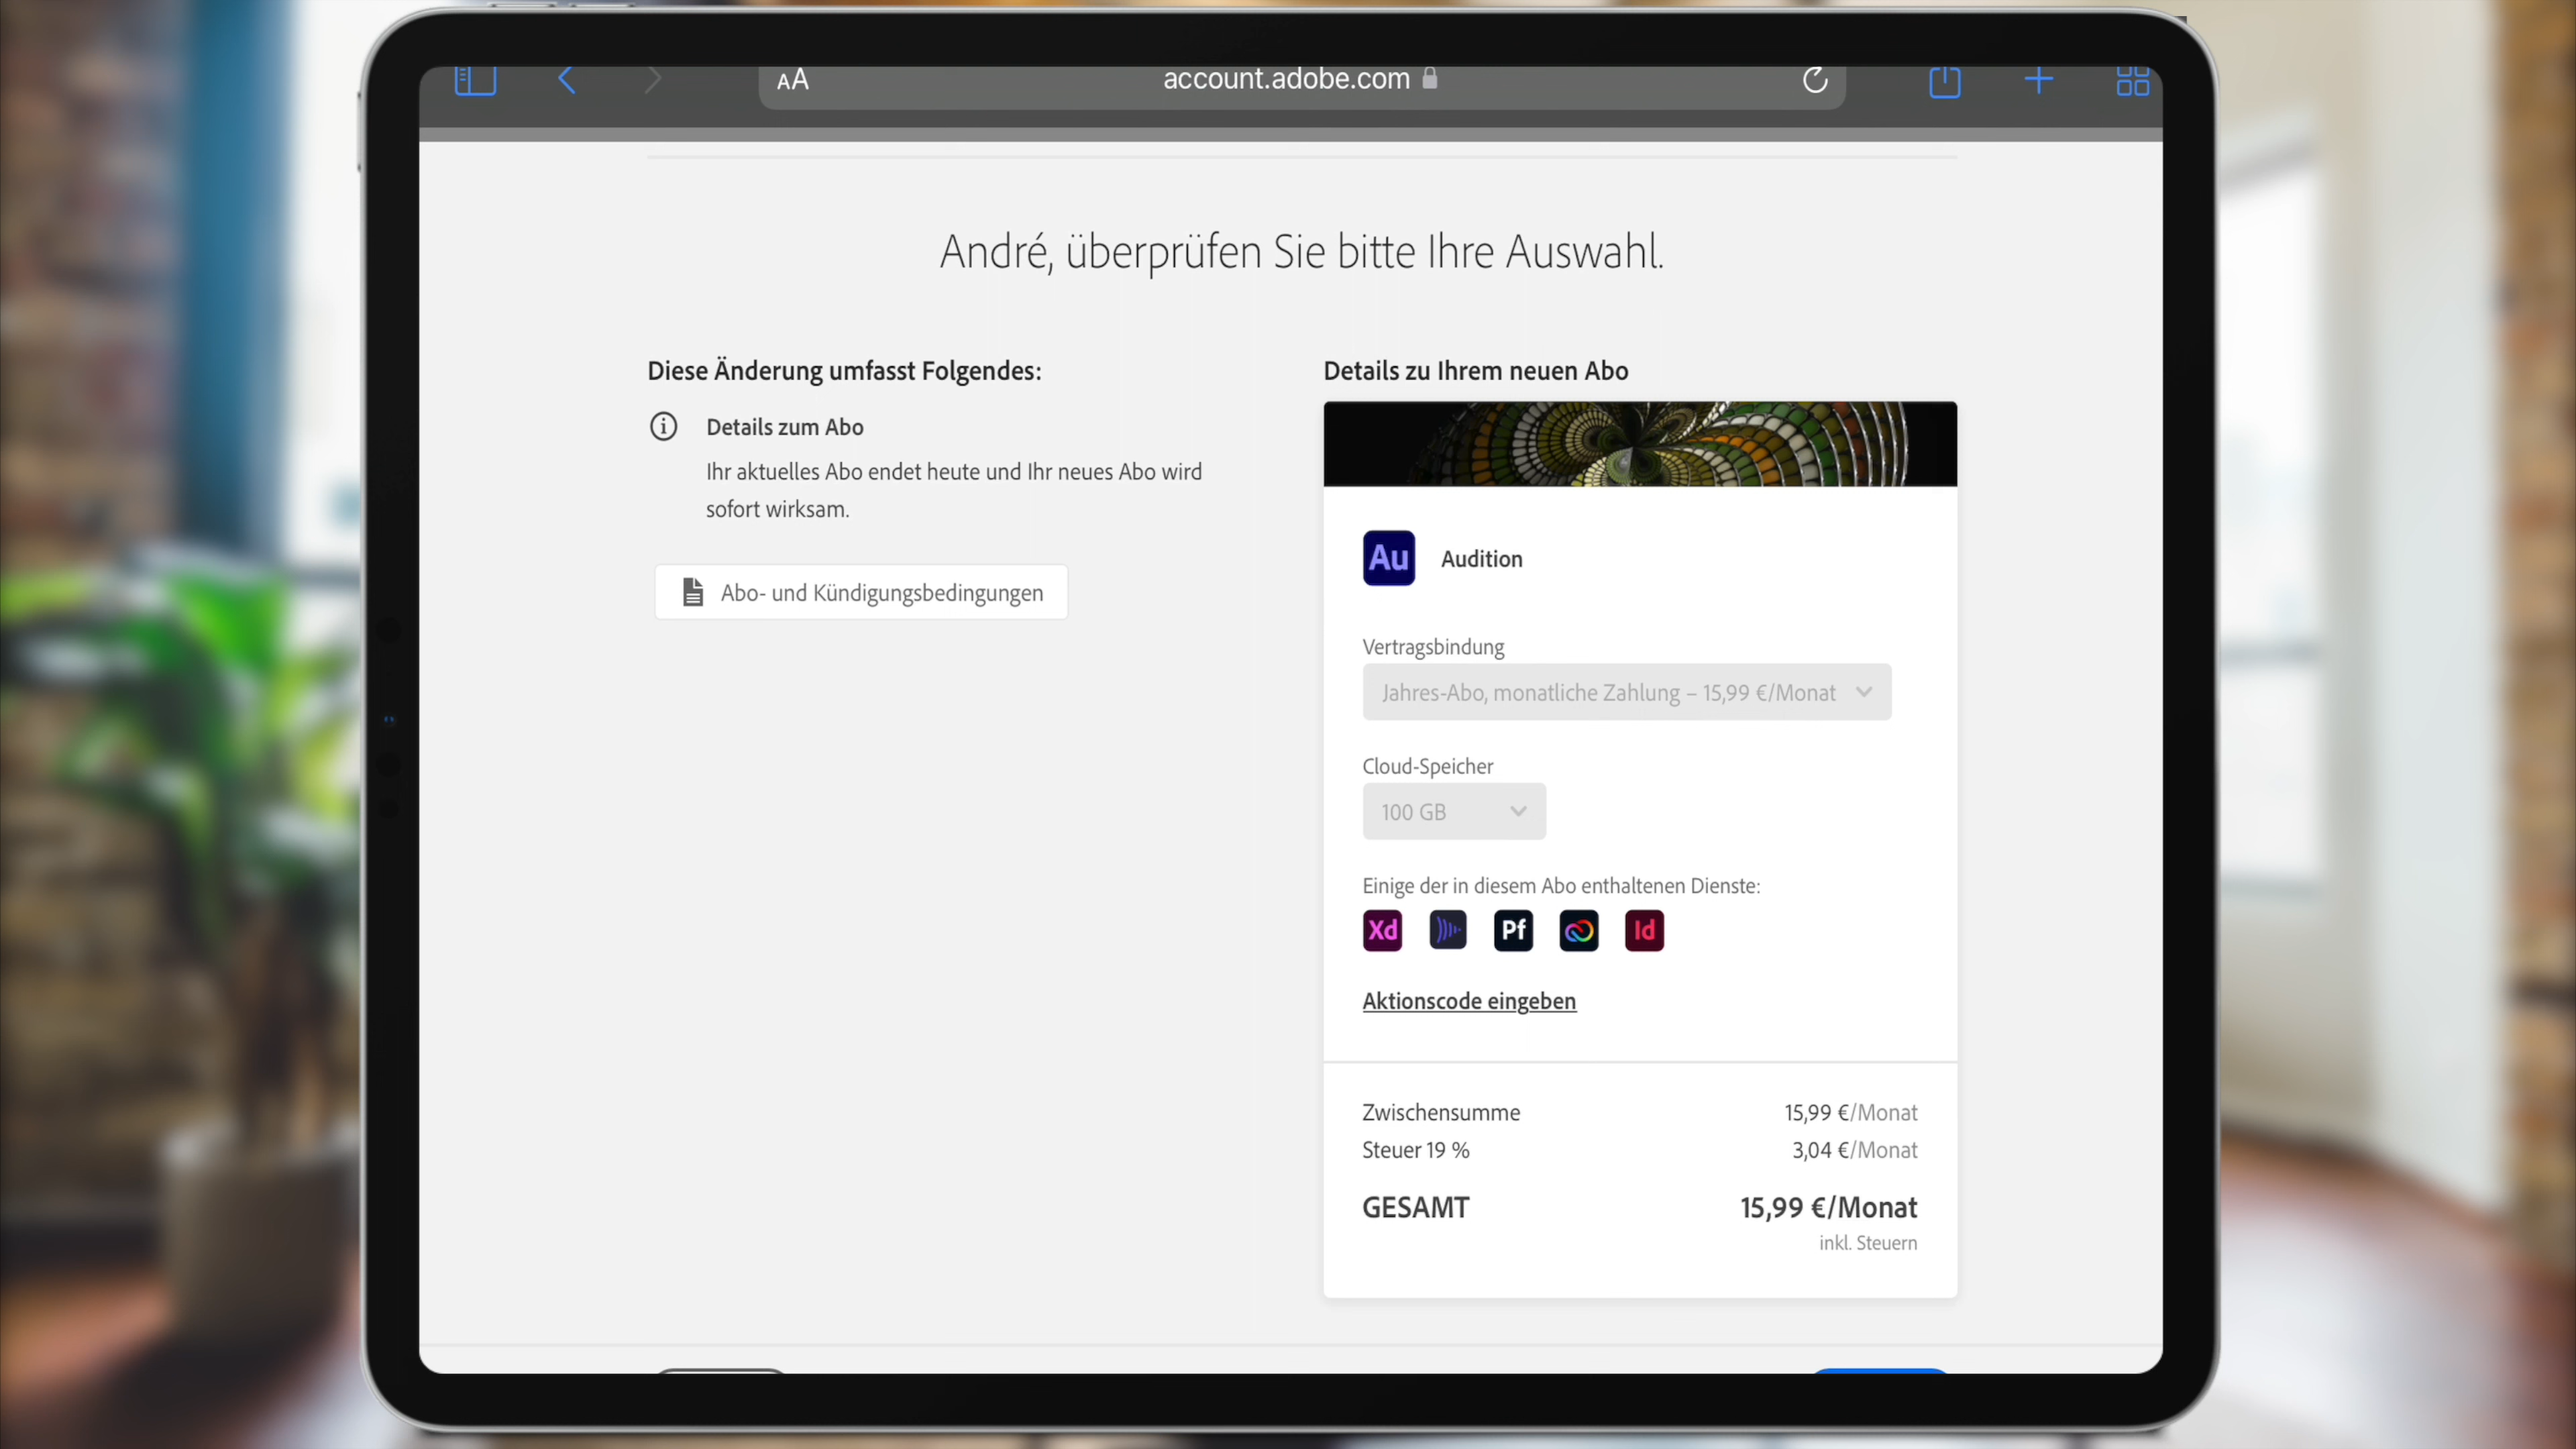 AA
account.adobe.com
André, überprüfen Sie bitte Ihre Auswahl.
Diese Änderung umfasst Folgendes:
Details zum Abo
Ihr aktuelles Abo endet heute und Ihr neues Abo wird
sofort wirksam.
Abo- und Kündigungsbedingungen
Details zu Ihrem neuen Abo
Au Audition
Vertragsbindung
Jahres-Abo, monatliche Zahlung – 15,99 €/Monat
Cloud-Speicher
100 GB
Einige der in diesem Abo enthaltenen Dienste:
Xd Pf Id
Aktionscode eingeben
Zwischensumme 15,99 €/Monat
Steuer 19 % 3,04 €/Monat
GESAMT 15,99 €/Monat
inkl. Steuern